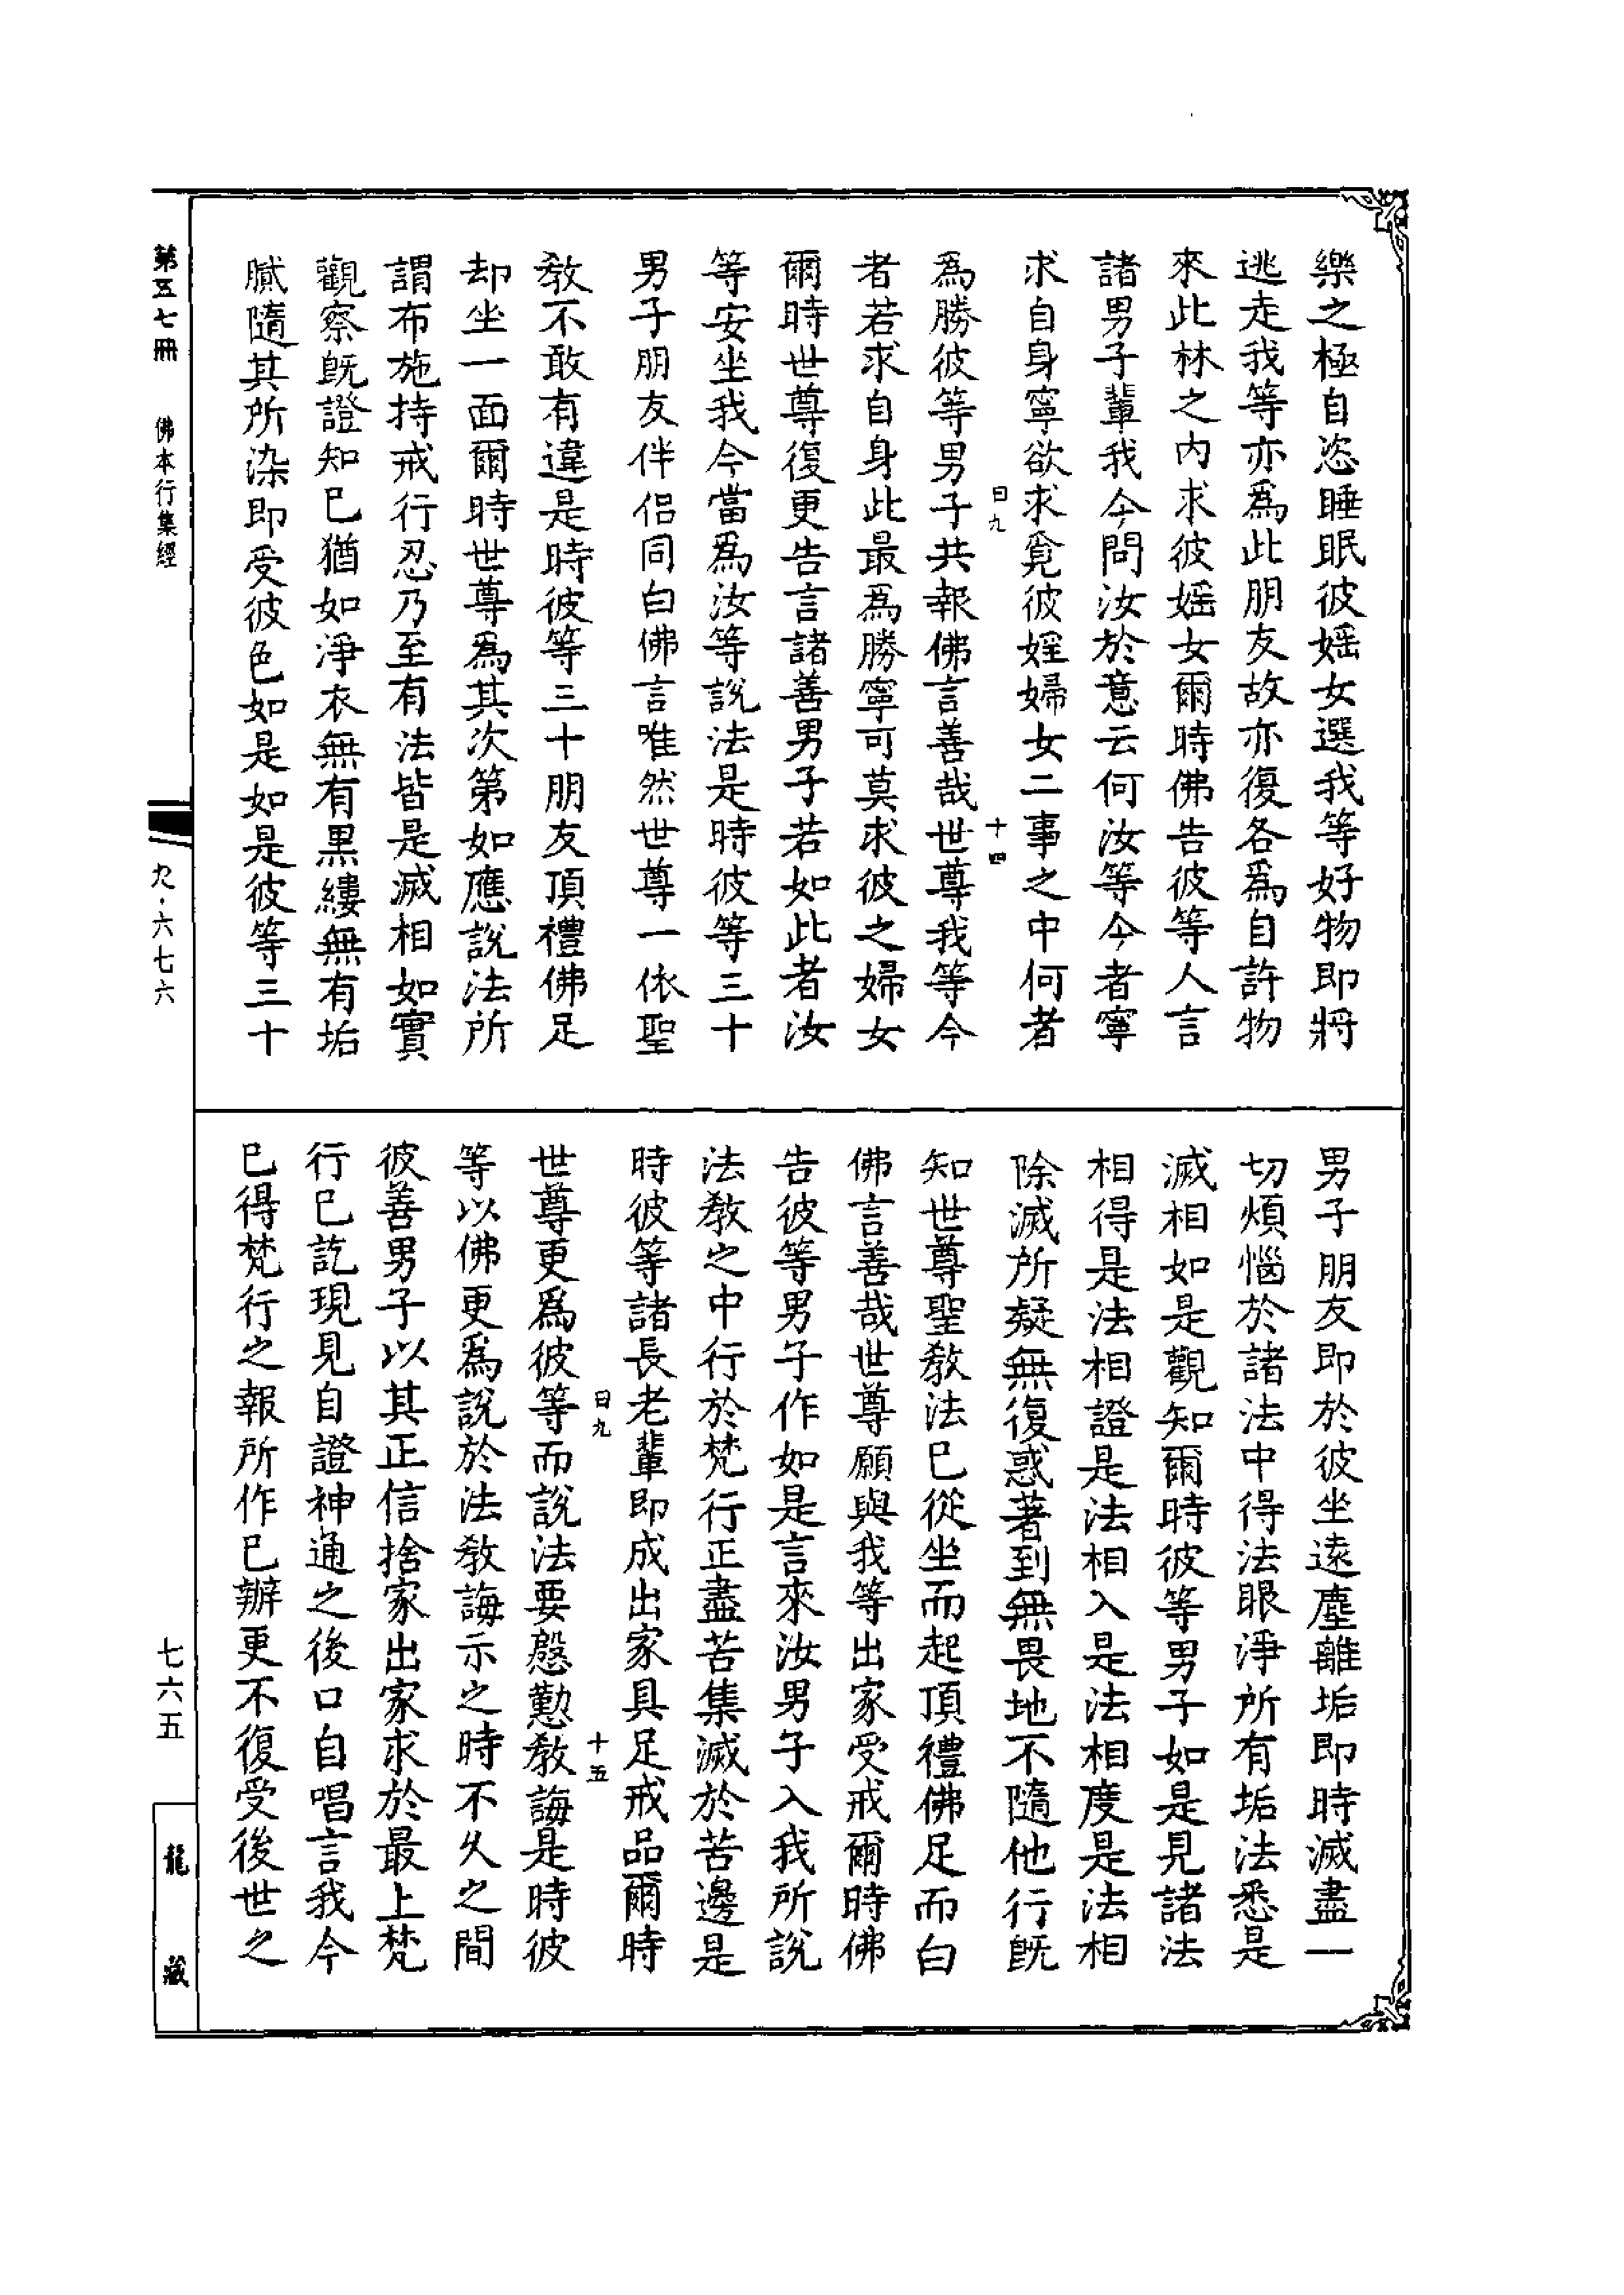 樂之極自恣睡眠彼婬女選我等好物即將
逃走我等亦爲此朋友故亦復各爲自許物
來此林之內求彼婬女爾時佛告彼等人言
諸男子輩我今問汝於意云何汝等今者寧
求自身寧欲求覓彼婬婦女二事之中何者
曰九
十四
爲勝彼等男子共報佛言善哉世尊我等今
者若求自身此最爲勝寧可莫求彼之婦女
爾時世尊復更告言諸善男子若如此者汝
等安坐我今當爲汝等說法是時彼等三十
男子朋友伴侶同白佛言唯然世尊一依聖
教不敢有違是時彼等三十朋友頂禮佛足
却坐一面爾時世尊爲其次第如應說法所
謂布施持戒行忍乃至有法皆是滅相如實
觀察既證知已猶如淨衣無有黑縷無有垢
膩隨其所染即受彼色如是如是彼等三十
男子朋友即於彼坐遠塵離垢即時滅盡一
切煩惱於諸法中得法眼淨所有垢法悉是
滅相如是觀知爾時彼等男子如是見諸法
相得是法相證是法相入是法相度是法相
除滅所疑無復惑著到無畏地不隨他行既
知世尊聖教法已從坐而起頂禮佛足而白
佛言善哉世尊願與我等出家受戒爾時佛
告彼等男子作如是言來汝男子入我所說
法教之中行於梵行正盡苦集滅於苦邊是
時彼等諸長老輩即成出家具足戒品爾時
曰九
十五
世尊更爲彼等而說法要慇懃教誨是時彼
等以佛更爲說於法教誨示之時不久之間
彼善男子以其正信捨家出家求於最上梵
行已訖現見自證神通之後口自唱言我今
已得梵行之報所作已辦更不復受後世之
第五七冊
佛本行集經
九·六七六
七六五
龍藏